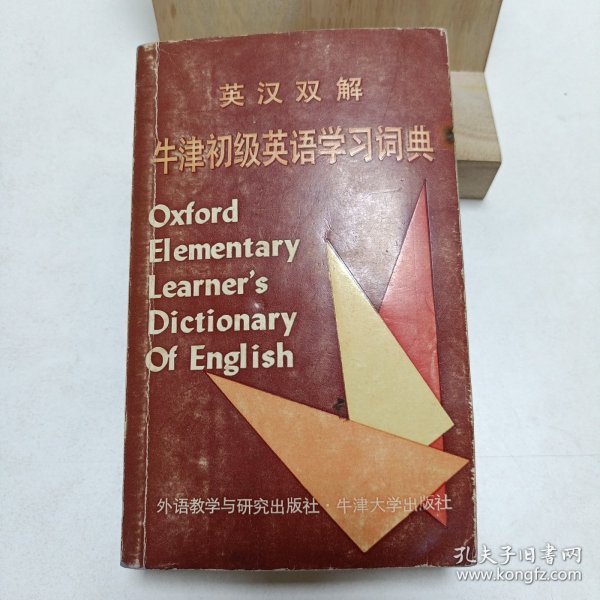 英汉双解
牛津初级英语学习词典
Oxford
Elementary
Learner's
Dictionary
Of English
外语教学与研究出版社·牛津大学出版社
孔夫子旧书网
www.kongfz.com